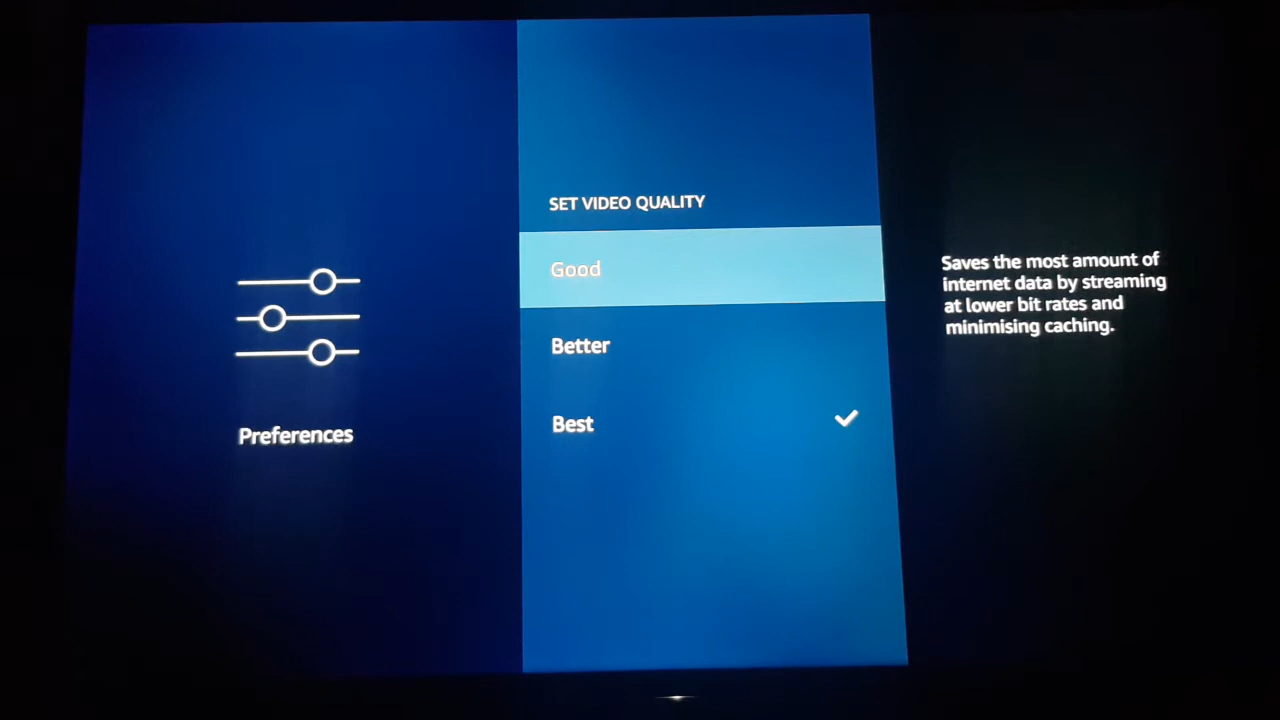 Preferences
SET VIDEO QUALITY
Good
Better
Best
Saves the most amount of
internet data by streaming
at lower bit rates and
minimising caching.